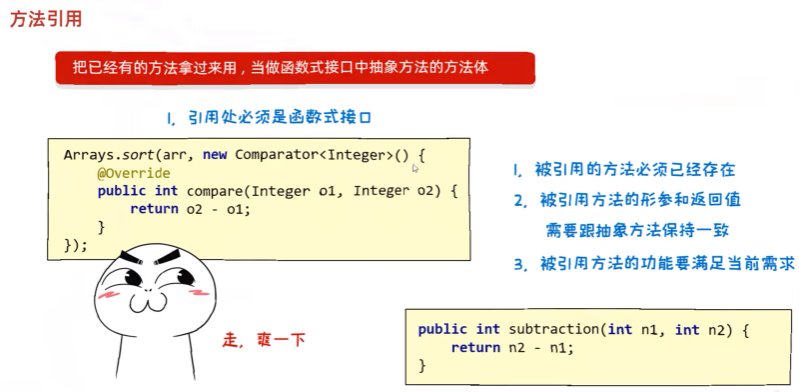 方法引用
把已经有的方法拿过来用，当做函数式接口中抽象方法的方法体
1，引用处必须是函数式接口
Arrays.sort(arr, new Comparator<Integer>() {
@Override
public int compare(Integer o1, Integer o2) {
return o2 - o1;
}
});
1，被引用的方法必须已经存在
2，被引用方法的形参和返回值
需要跟抽象方法保持一致
3，被引用方法的功能要满足当前需求
走，爽一下
public int subtraction(int n1, int n2) {
return n2 - n1;
}